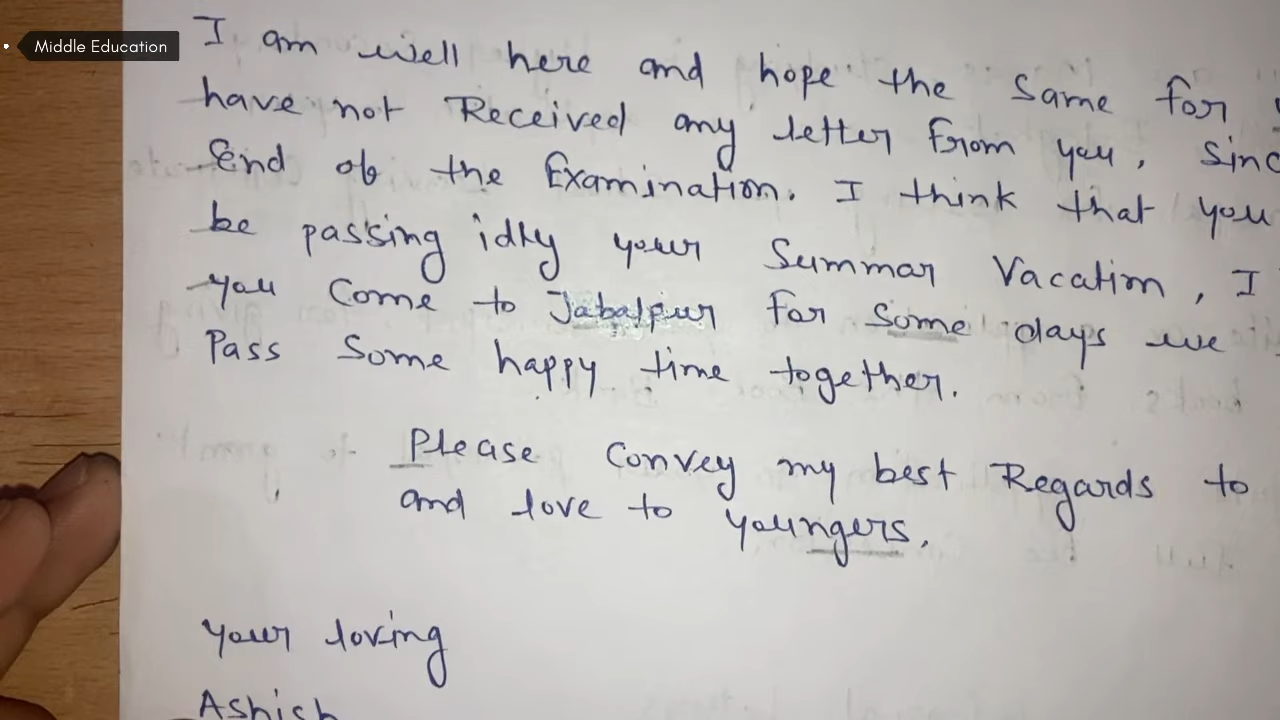 Middle Education
I am well here and hope the same for
have not Received any letter from you, Sinc
End of the Examination. I think that you
be passing idly your Summar Vacation, I
you come to Jabalpur for some days we
Pass some happy time together.
Please convey my best Regards to
and love to youngers.
your loving
Ashish